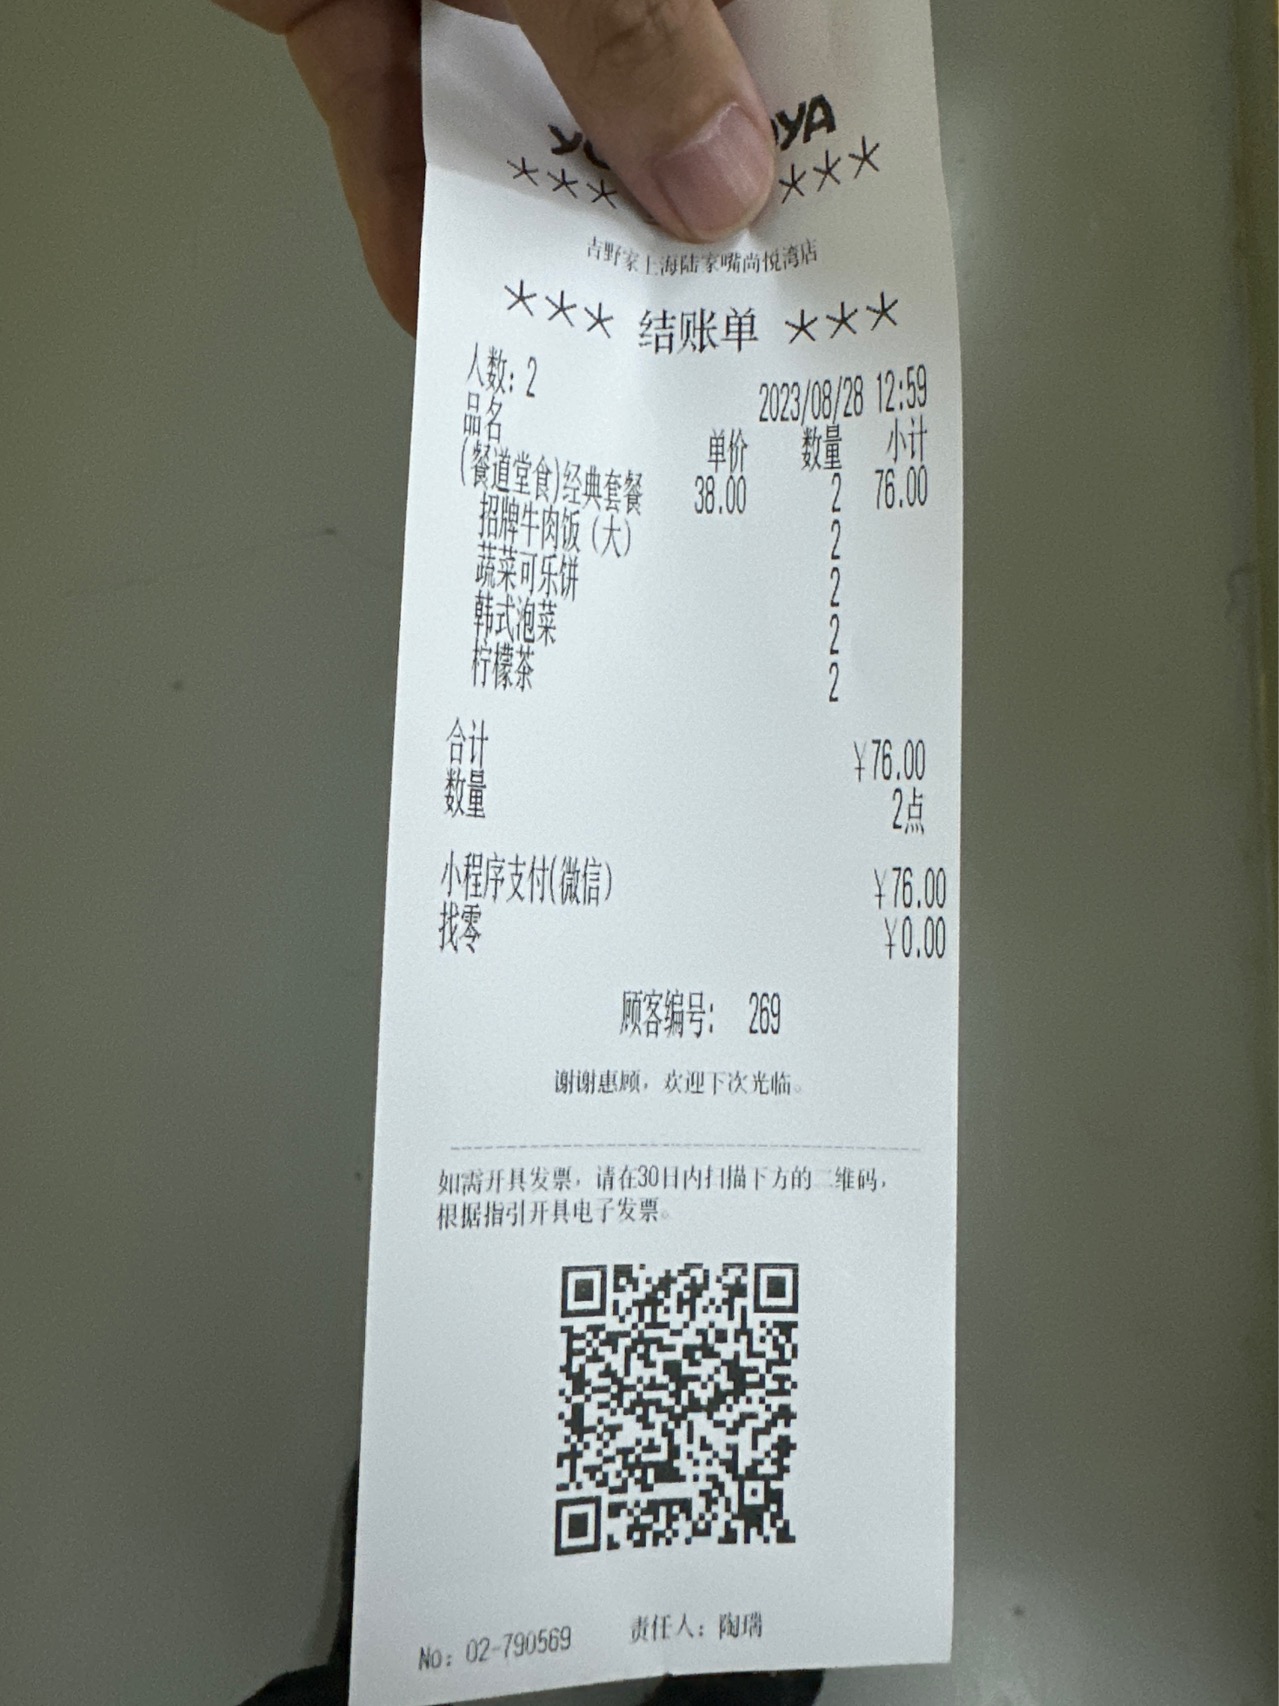 *** ***
吉野家上海陆家嘴尚悦湾店
*** 结账单 ***
人数: 2
2023/08/28 12:59
品名 单价 数量 小计
(餐道堂食)经典套餐 38.00 2 76.00
招牌牛肉饭(大) 2
蔬菜可乐饼 2
韩式泡菜 2
柠檬茶 2
合计 ¥76.00
数量 2点
小程序支付(微信) ¥76.00
找零 ¥0.00
顾客编号: 269
谢谢惠顾，欢迎下次光临。
如需开具发票，请在30日内扫描下方的二维码，
根据指引开具电子发票。
No: 02-790569 责任人: 陶瑞